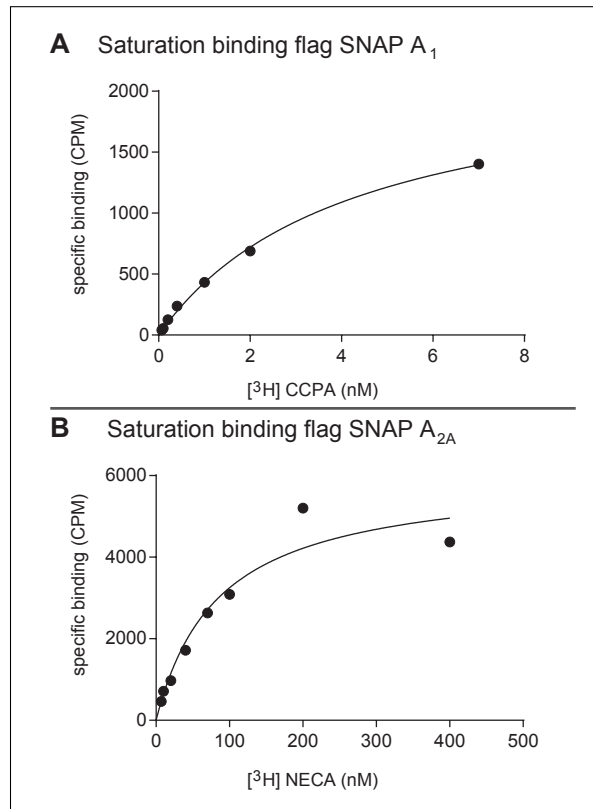 A Saturation binding flag SNAP A1
2000
1500
1000
500
0
specific binding (CPM)
0 2 4 6 8
[3H] CCPA (nM)
B Saturation binding flag SNAP A2A
6000
4000
2000
0
specific binding (CPM)
0 100 200 300 400 500
[3H] NECA (nM)